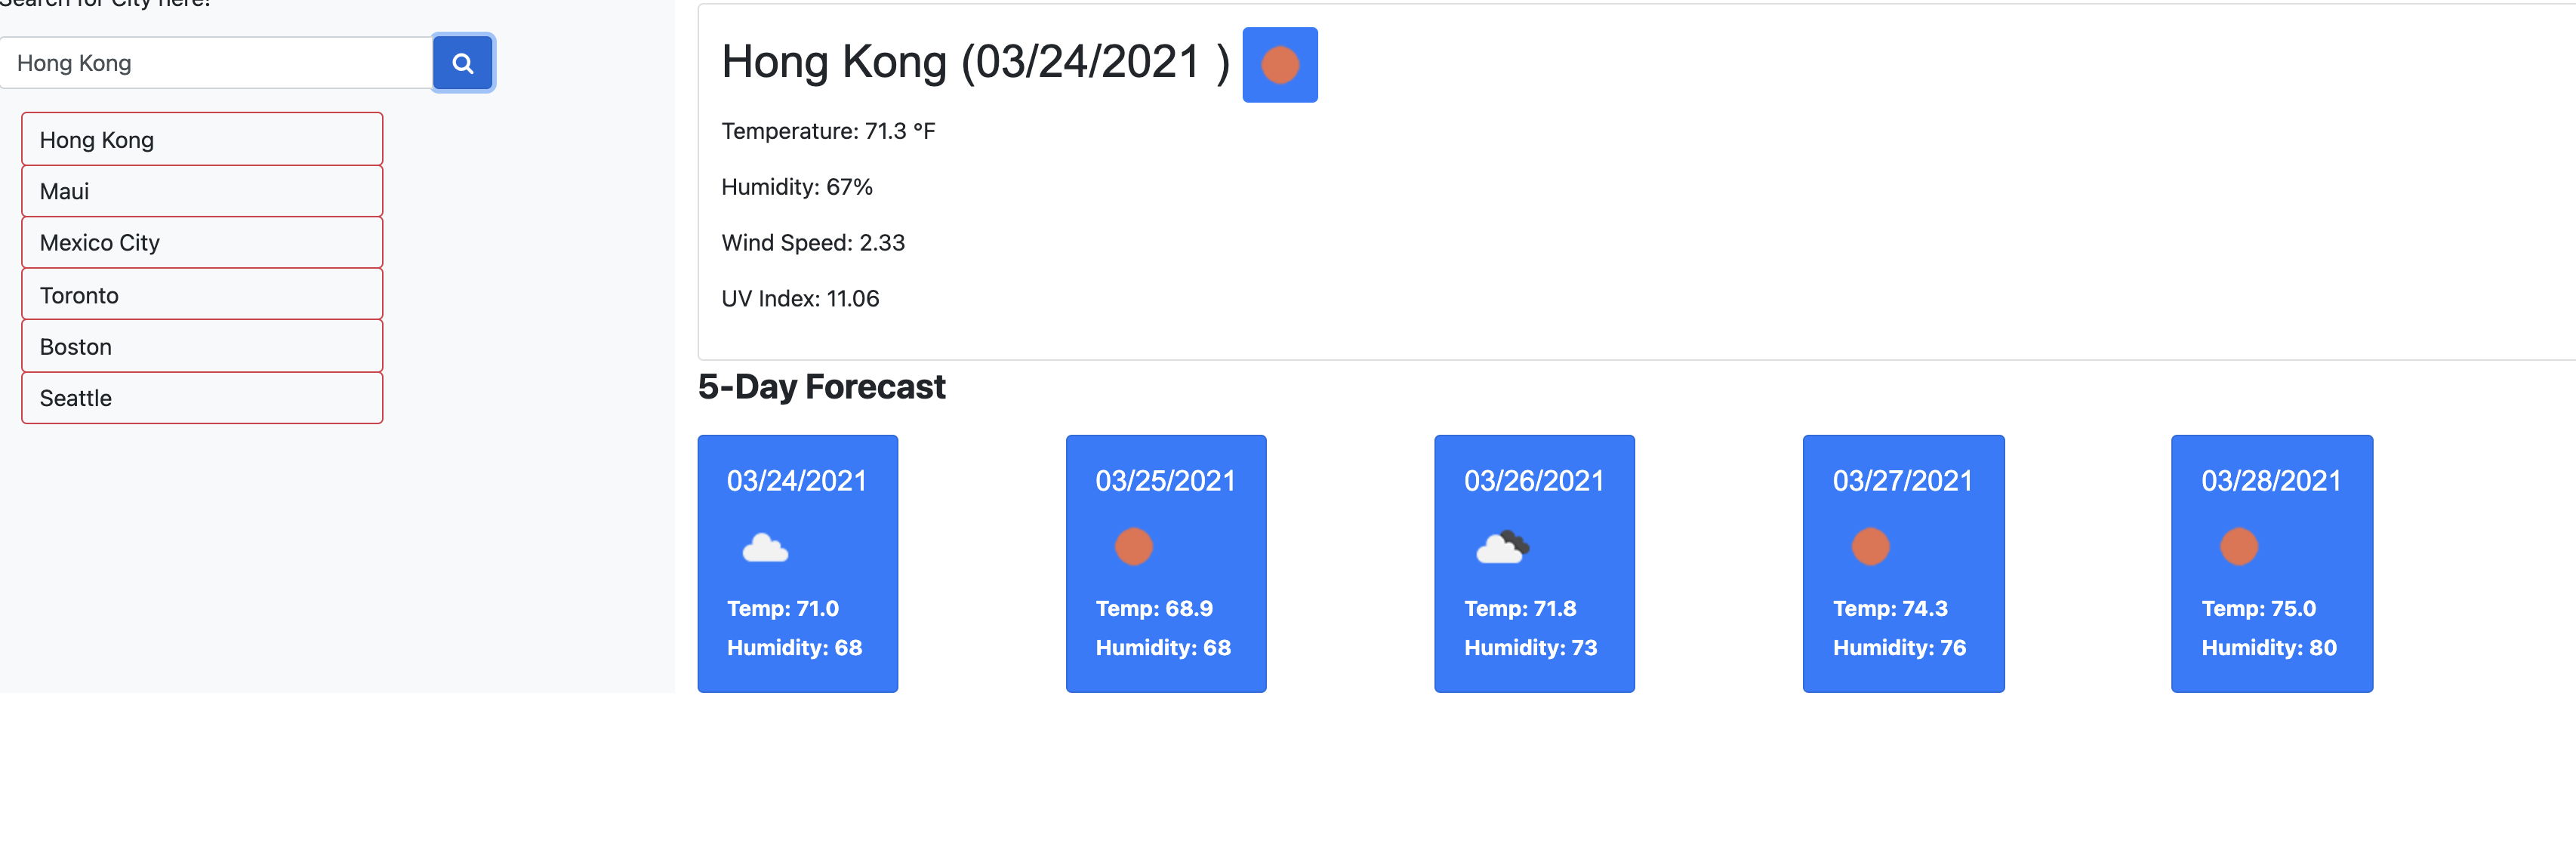 Search for City here!
Hong Kong
Hong Kong
Maui
Mexico City
Toronto
Boston
Seattle
Hong Kong (03/24/2021 )
Temperature: 71.3 °F
Humidity: 67%
Wind Speed: 2.33
UV Index: 11.06
5-Day Forecast
03/24/2021
Temp: 71.0
Humidity: 68
03/25/2021
Temp: 68.9
Humidity: 68
03/26/2021
Temp: 71.8
Humidity: 73
03/27/2021
Temp: 74.3
Humidity: 76
03/28/2021
Temp: 75.0
Humidity: 80